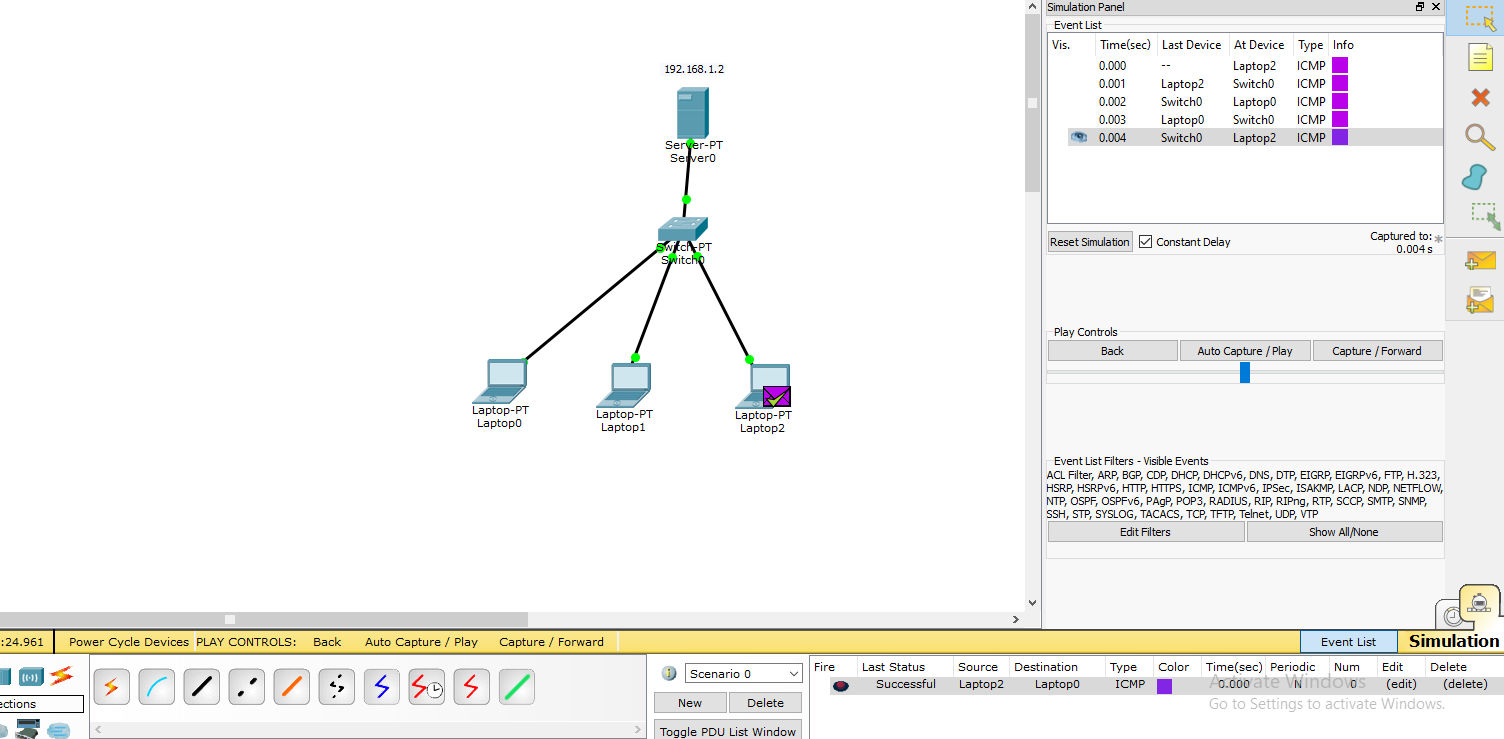 192.168.1.2
Server-PT
Server0
Switch-PT
Switch0
Laptop-PT
Laptop0
Laptop-PT
Laptop1
Laptop-PT
Laptop2
Simulation Panel
Event List
Vis. Time(sec) Last Device At Device Type Info
0.000 -- Laptop2 ICMP
0.001 Laptop2 Switch0 ICMP
0.002 Switch0 Laptop0 ICMP
0.003 Laptop0 Switch0 ICMP
0.004 Switch0 Laptop2 ICMP
Reset Simulation Constant Delay Captured to: *
0.004 s
Play Controls
Back Auto Capture / Play Capture / Forward
Event List Filters - Visible Events
ACL Filter, ARP, BGP, CDP, DHCP, DHCPv6, DNS, DTP, EIGRP, EIGRPv6, FTP, H.323,
HSRP, HSRPv6, HTTP, HTTPS, ICMP, ICMPv6, IPSec, ISAKMP, LACP, NDP, NETFLOW,
NTP, OSPF, OSPFv6, PAgP, POP3, RADIUS, RIP, RIPng, RTP, SCCP, SMTP, SNMP,
SSH, STP, SYSLOG, TACACS, TCP, TFTP, Telnet, UDP, VTP
Edit Filters Show All/None
:24.961 Power Cycle Devices PLAY CONTROLS: Back Auto Capture / Play Capture / Forward Event List Simulation
ections
Scenario 0
New Delete
Toggle PDU List Window
Fire Last Status Source Destination Type Color Time(sec) Periodic Num Edit Delete
Successful Laptop2 Laptop0 ICMP 0.000 N 0 (edit) (delete)
Activate Windows
Go to Settings to activate Windows.